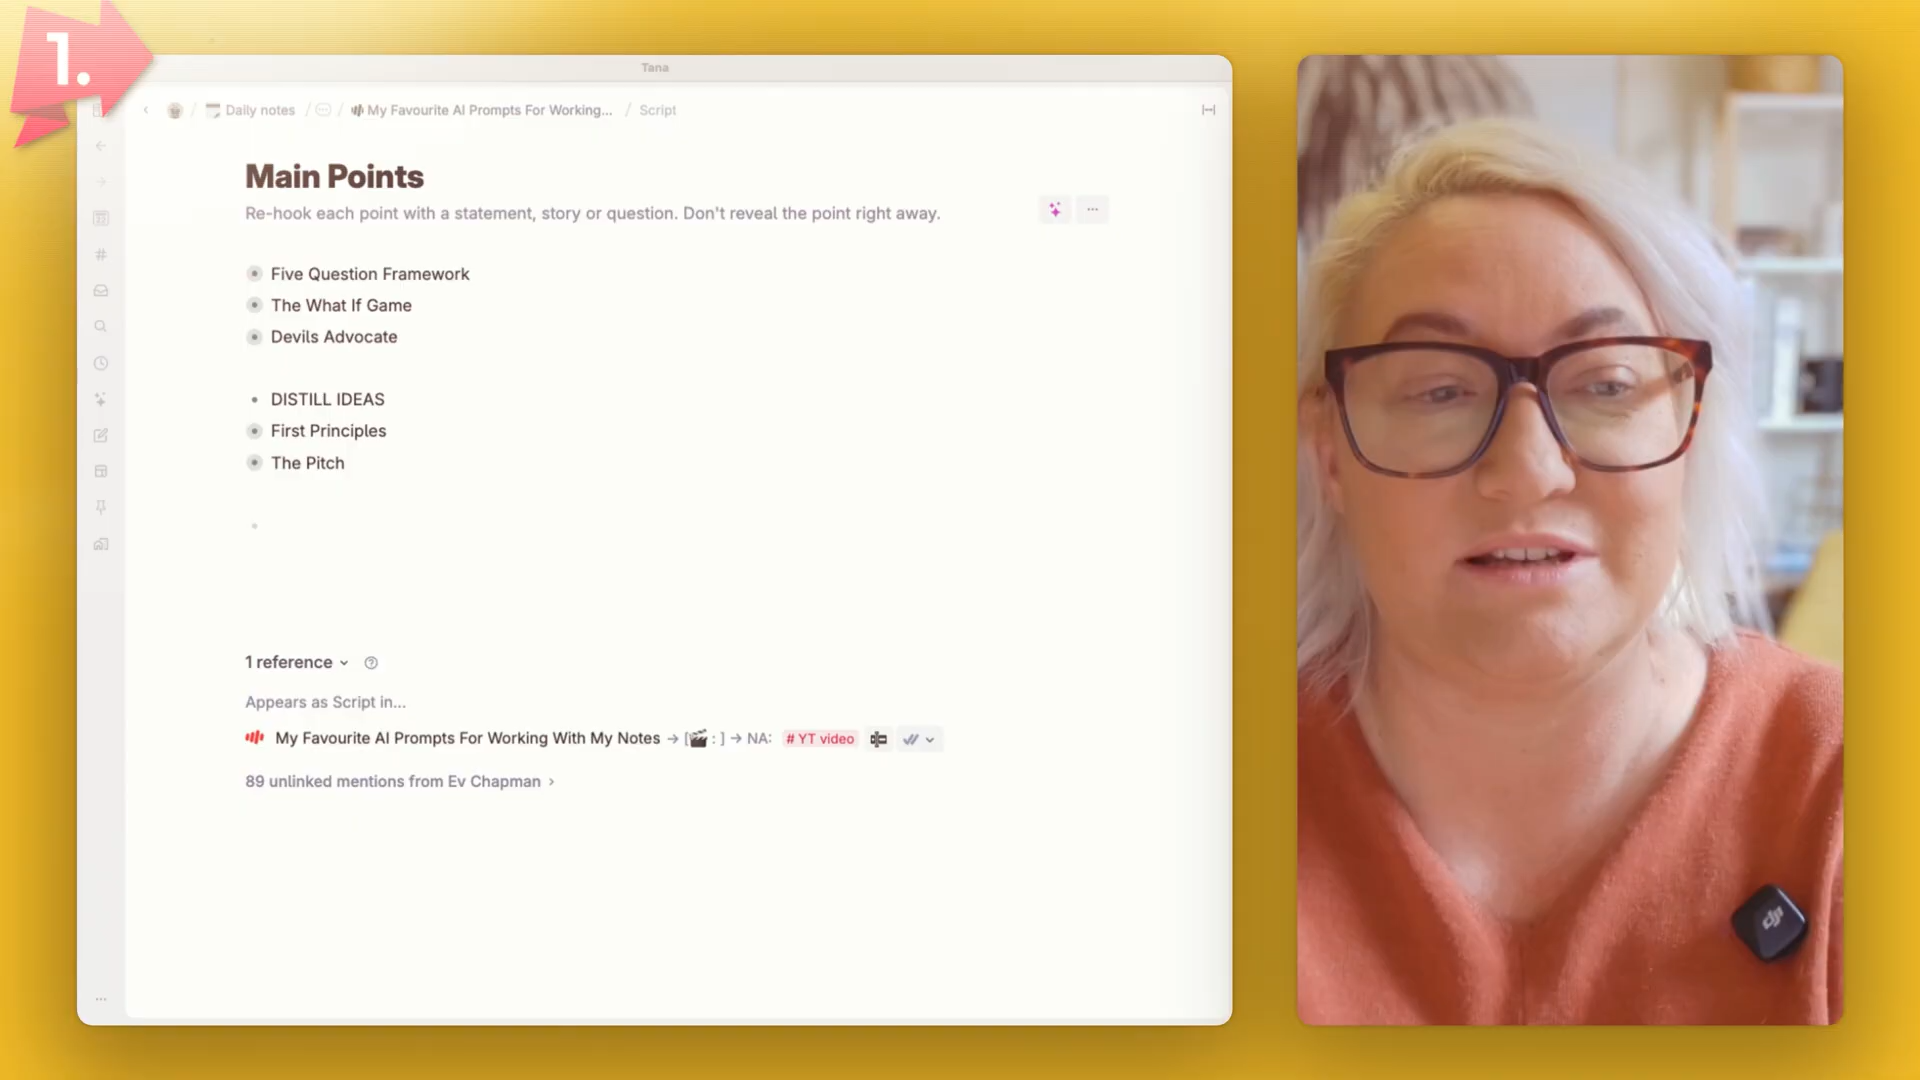 1.
Tana
Daily notes / My Favourite AI Prompts For Working... / Script
Main Points
Re-hook each point with a statement, story or question. Don't reveal the point right away.
Five Question Framework
The What If Game
Devils Advocate
DISTILL IDEAS
First Principles
The Pitch
1 reference
Appears as Script in...
My Favourite AI Prompts For Working With My Notes → [🎬 : ] → NA: # YT video
89 unlinked mentions from Ev Chapman >
dji